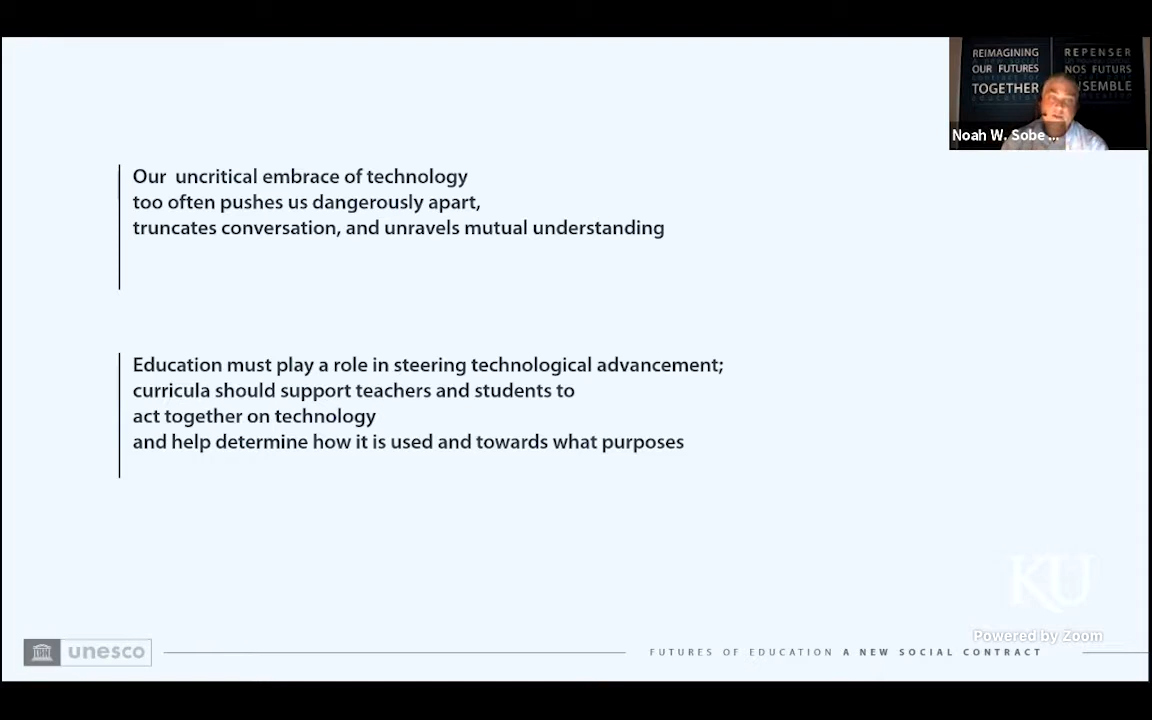 REIMAGINING
OUR FUTURES
TOGETHER
REPENSER
NOS FUTURS
ENSEMBLE
Noah W. Sobe ...
Our uncritical embrace of technology
too often pushes us dangerously apart,
truncates conversation, and unravels mutual understanding
Education must play a role in steering technological advancement;
curricula should support teachers and students to
act together on technology
and help determine how it is used and towards what purposes
KU
Powered by Zoom
unesco
FUTURES OF EDUCATION A NEW SOCIAL CONTRACT